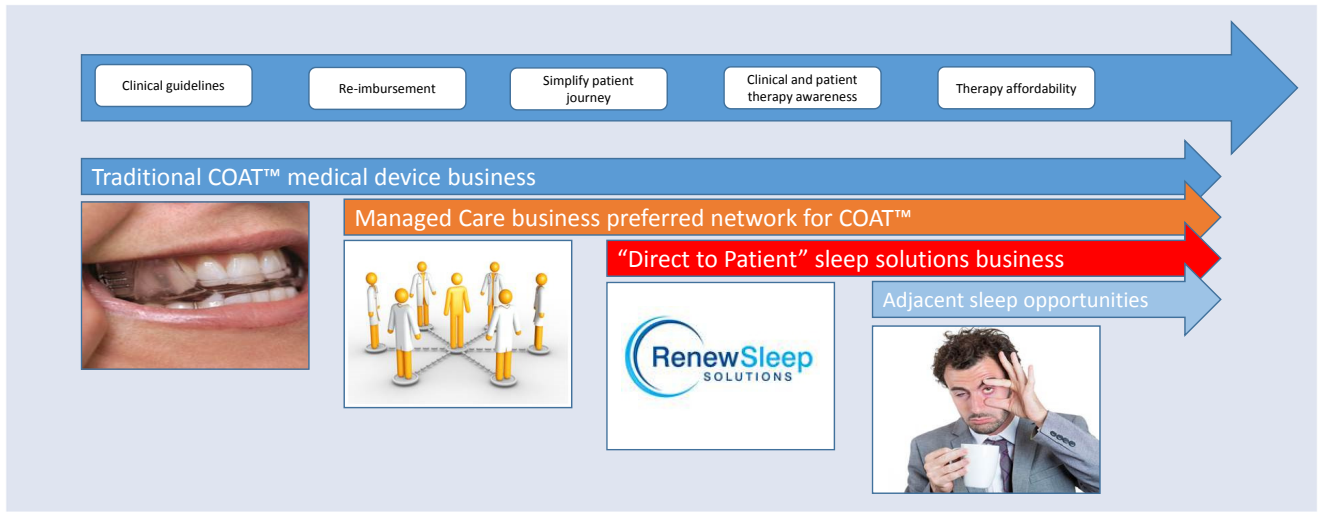 Clinical guidelines
Re-imbursement
Simplify patient
journey
Clinical and patient
therapy awareness
Therapy affordability
Traditional COAT™ medical device business
Managed Care business preferred network for COAT™
“Direct to Patient” sleep solutions business
Adjacent sleep opportunities
RenewSleep
SOLUTIONS